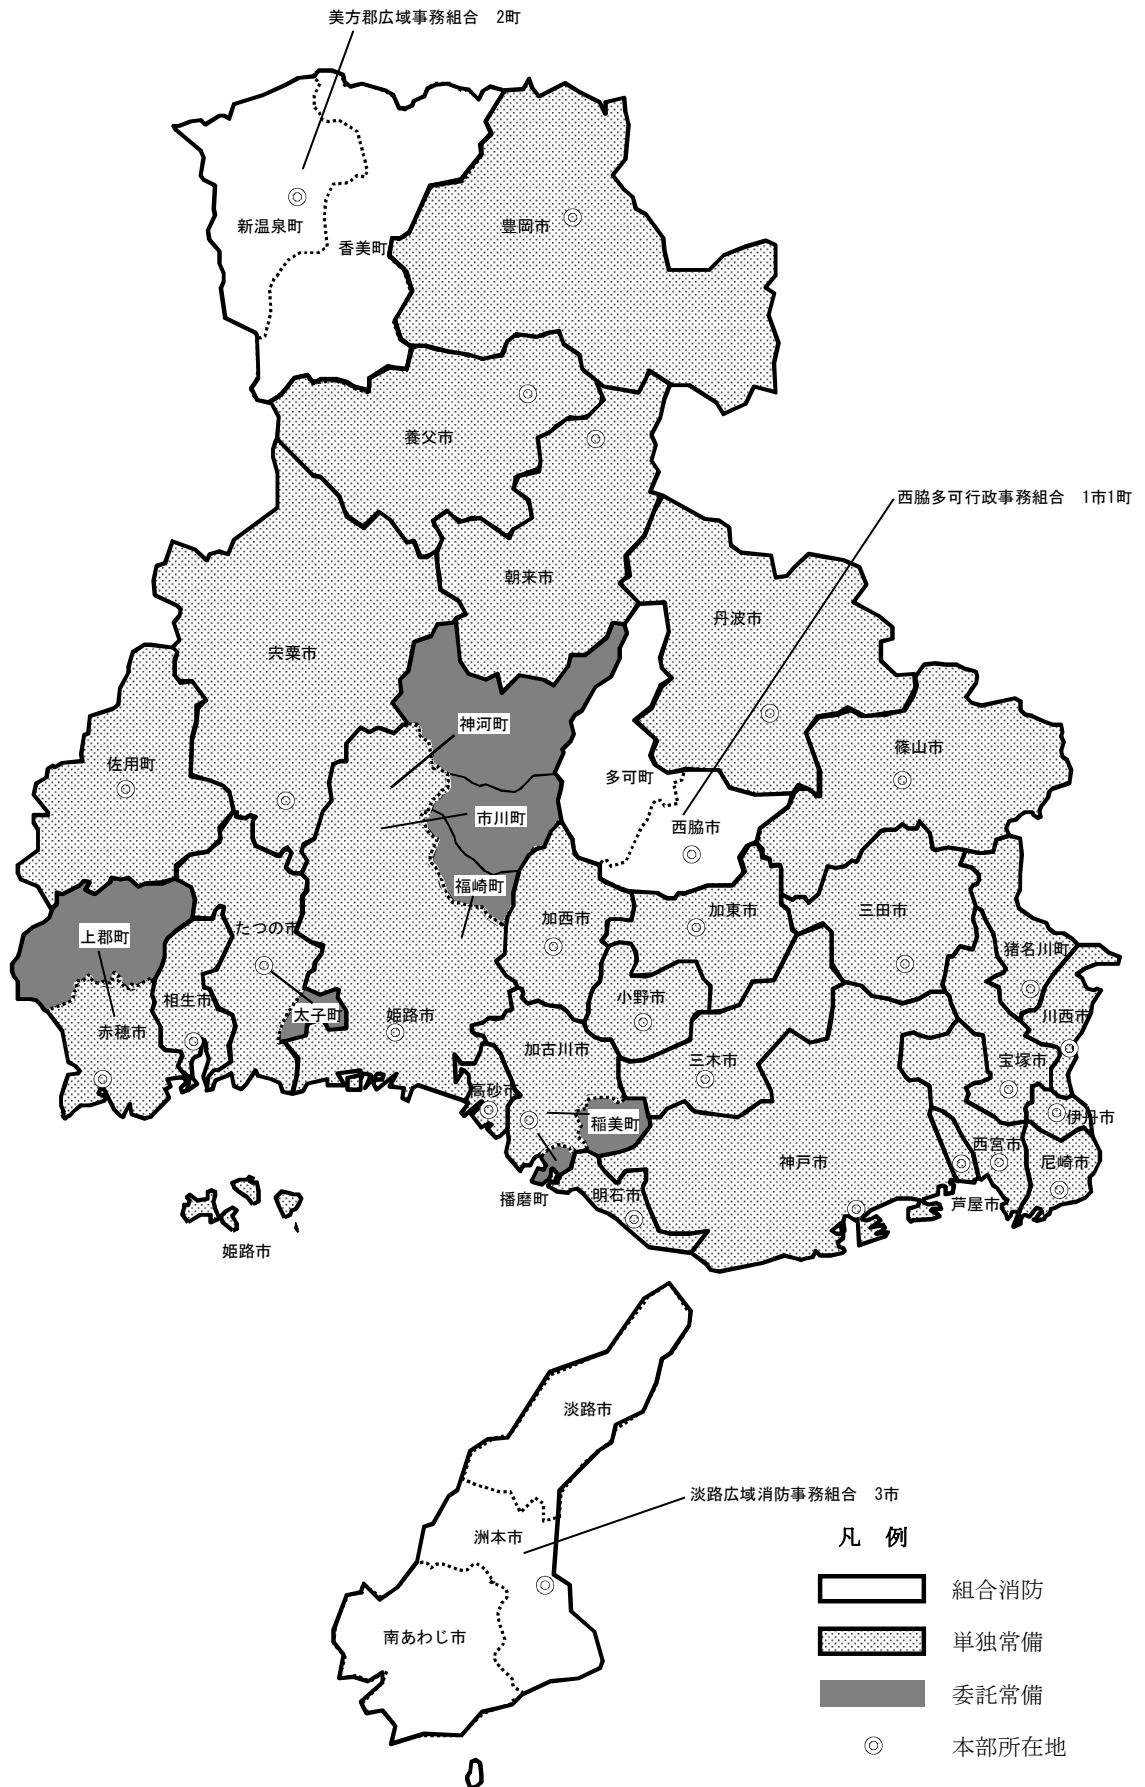 美方郡広域事務組合　2町
新温泉町
香美町
豊岡市
養父市
西脇多可行政事務組合　1市1町
朝来市
丹波市
宍粟市
神河町
篠山市
佐用町
多可町
市川町
西脇市
福崎町
加西市
加東市
三田市
上郡町
たつの市
猪名川町
相生市
太子町
姫路市
小野市
川西市
赤穂市
加古川市
三木市
宝塚市
高砂市
稲美町
伊丹市
西宮市
神戸市
尼崎市
播磨町
明石市
芦屋市
姫路市
淡路市
淡路広域消防事務組合　3市
洲本市
凡　例
組合消防
南あわじ市
単独常備
委託常備
本部所在地